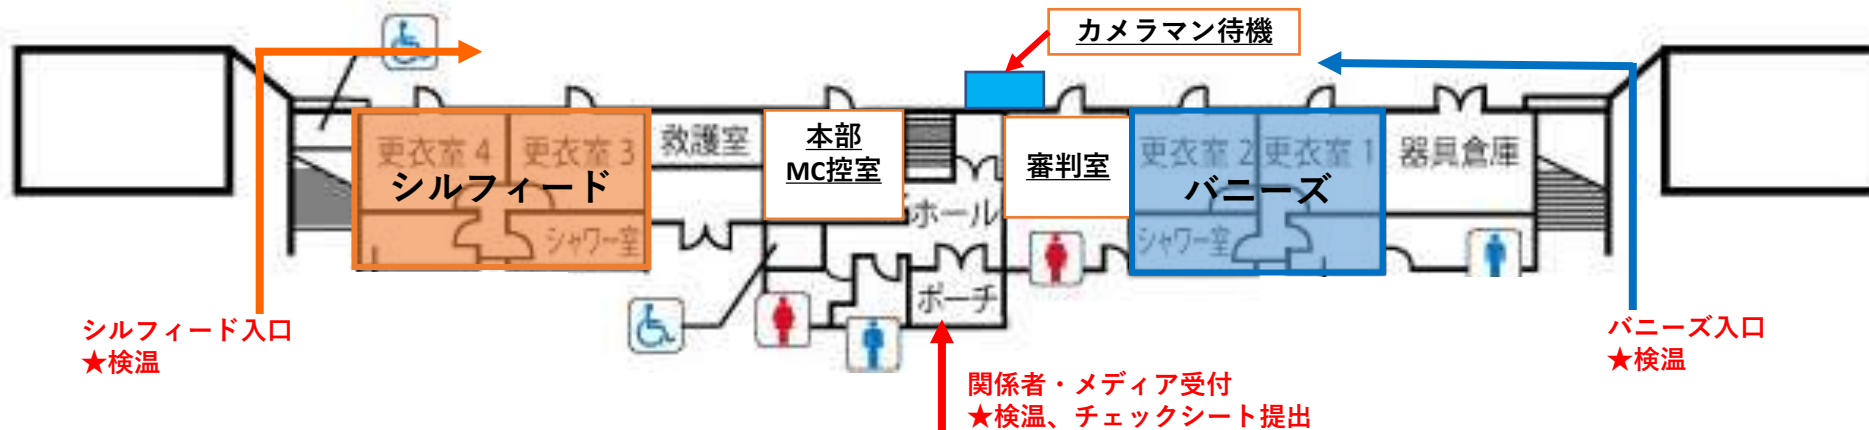 カメラマン待機
更衣室 4
更衣室 3
シルフィード
シャワー室
救護室
本部
MC控室
ホール
ポーチ
審判室
更衣室 2
更衣室 1
バニーズ
シャワー室
器具倉庫
シルフィード入口
★検温
関係者・メディア受付
★検温、チェックシート提出
バニーズ入口
★検温